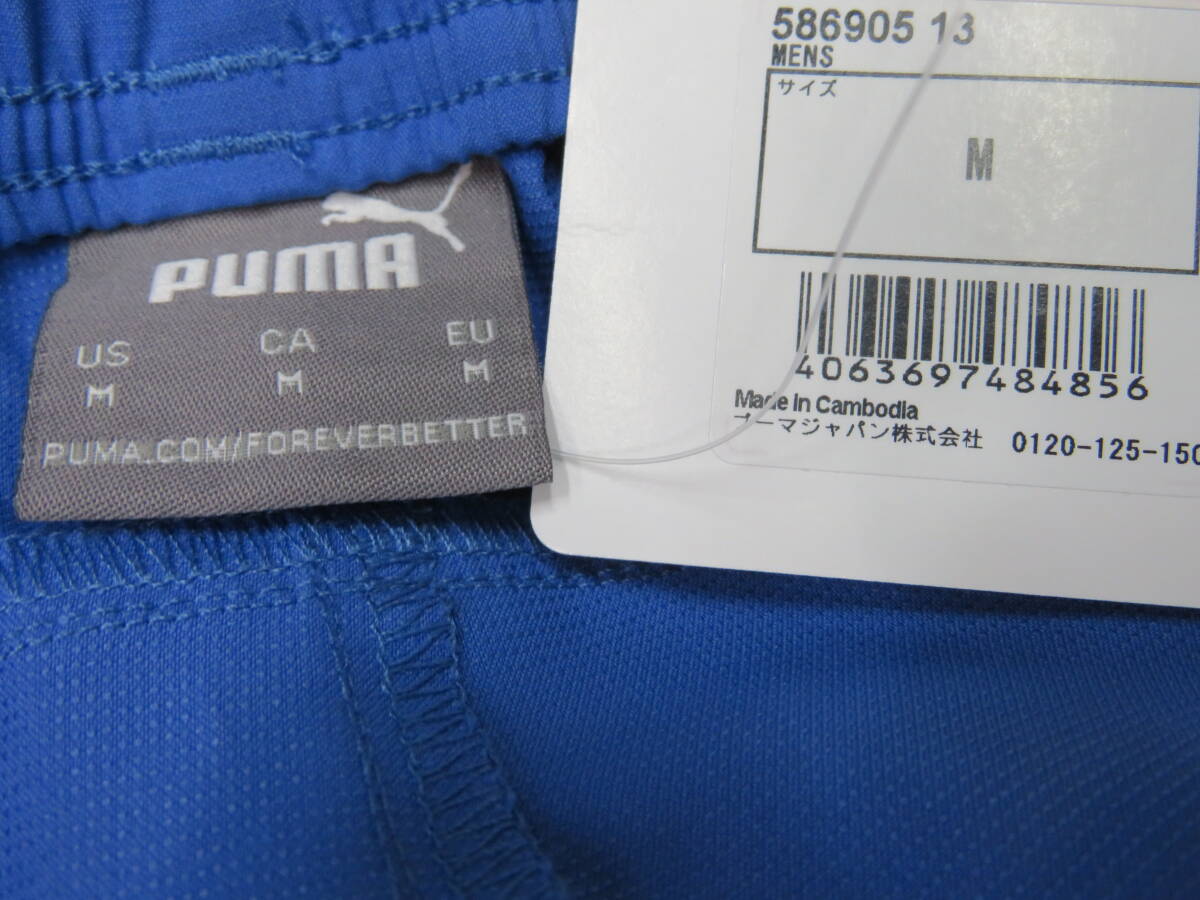 PUMA
US CA EU
M M M
PUMA.COM/FOREVERBETTER
586905 13
MENS
サイズ
M
4063697484856
Made in Cambodia
プーマジャパン株式会社 0120-125-150